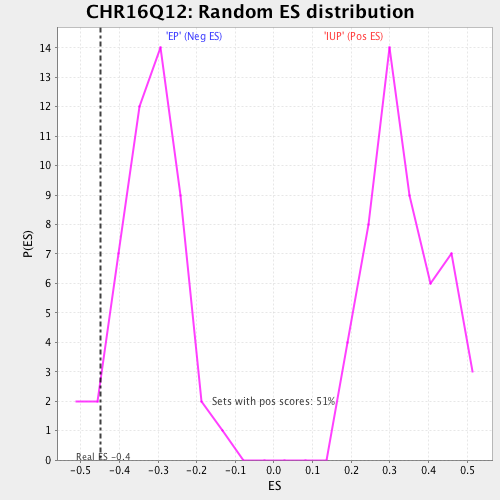 CHR16Q12: Random ES distribution
'EP' (Neg ES) 'IUP' (Pos ES)
14
13
12
11
10
9
8
7
6
5
4
3
2
1
0
P(ES)
Sets with pos scores: 51%
Real ES -0.4
-0.5 -0.4 -0.3 -0.2 -0.1 0.0 0.1 0.2 0.3 0.4 0.5
ES